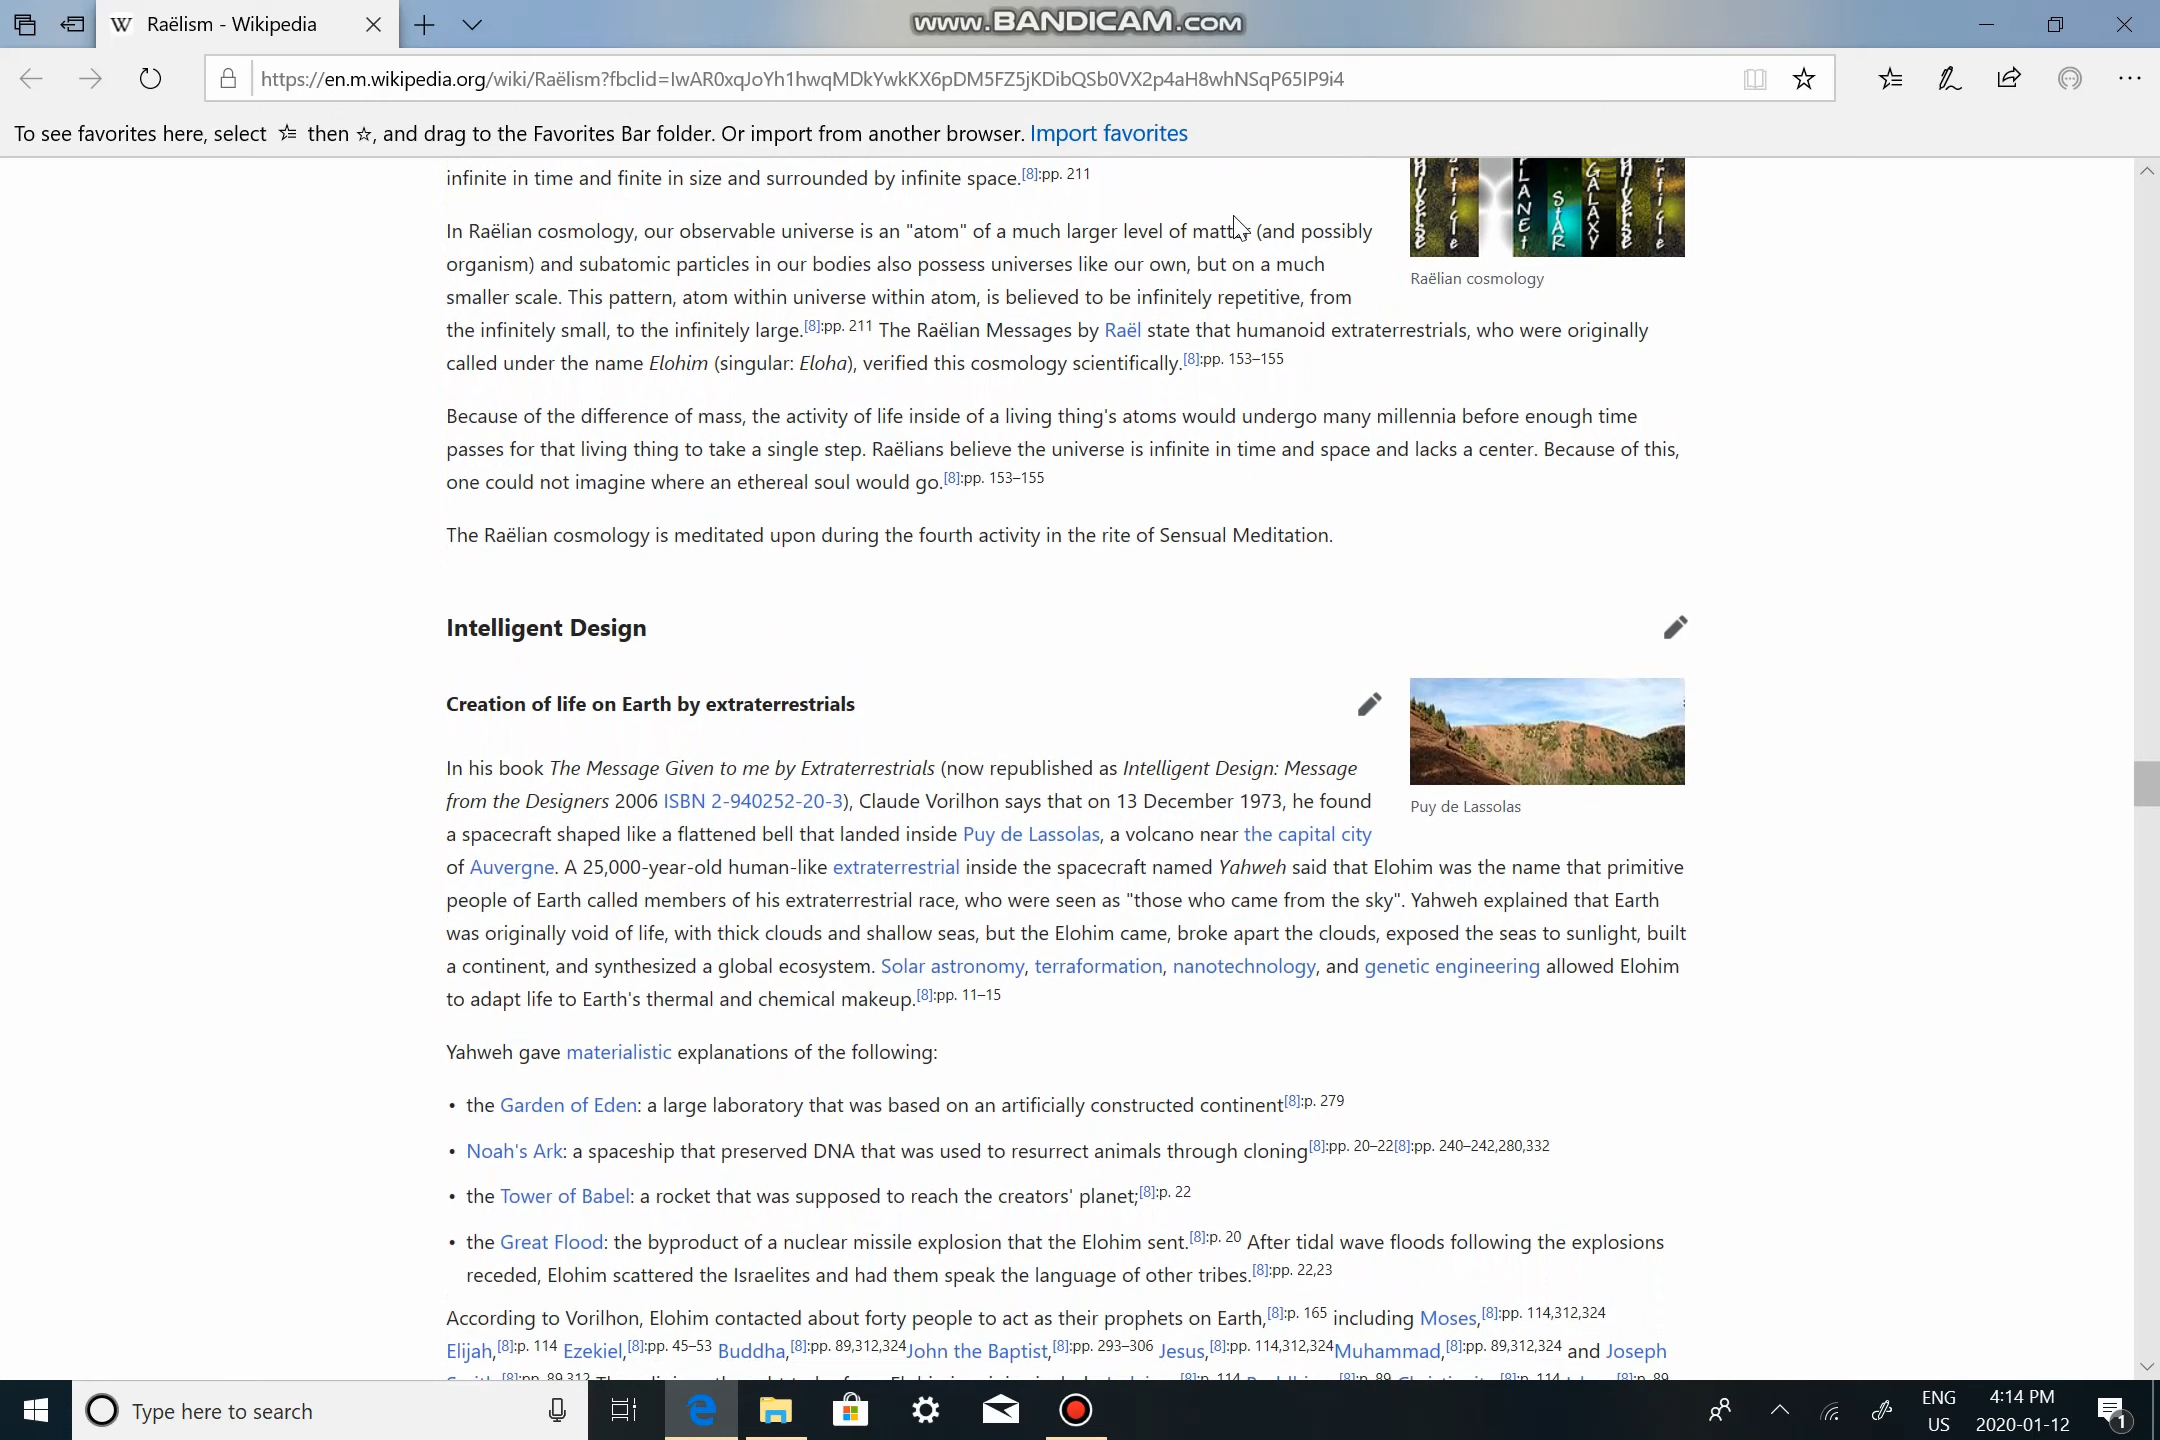 Raëlism - Wikipedia
www.BANDICAM.com
https://en.m.wikipedia.org/wiki/Raëlism?fbclid=IwAR0xqJoYh1hwqMDkYwkKX6pDM5FZ5jKDibQSb0VX2p4aH8whNSqP65IP9i4
To see favorites here, select then , and drag to the Favorites Bar folder. Or import from another browser. Import favorites
infinite in time and finite in size and surrounded by infinite space.[8]:pp. 211
PLANET STAR GALAXY
Raëlian cosmology
In Raëlian cosmology, our observable universe is an "atom" of a much larger level of matter (and possibly
organism) and subatomic particles in our bodies also possess universes like our own, but on a much
smaller scale. This pattern, atom within universe within atom, is believed to be infinitely repetitive, from
the infinitely small, to the infinitely large.[8]:pp. 211 The Raëlian Messages by Raël state that humanoid extraterrestrials, who were originally
called under the name Elohim (singular: Eloha), verified this cosmology scientifically.[8]:pp. 153–155
Because of the difference of mass, the activity of life inside of a living thing's atoms would undergo many millennia before enough time
passes for that living thing to take a single step. Raëlians believe the universe is infinite in time and space and lacks a center. Because of this,
one could not imagine where an ethereal soul would go.[8]:pp. 153–155
The Raëlian cosmology is meditated upon during the fourth activity in the rite of Sensual Meditation.
Intelligent Design
Creation of life on Earth by extraterrestrials
Puy de Lassolas
In his book The Message Given to me by Extraterrestrials (now republished as Intelligent Design: Message
from the Designers 2006 ISBN 2-940252-20-3), Claude Vorilhon says that on 13 December 1973, he found
a spacecraft shaped like a flattened bell that landed inside Puy de Lassolas, a volcano near the capital city
of Auvergne. A 25,000-year-old human-like extraterrestrial inside the spacecraft named Yahweh said that Elohim was the name that primitive
people of Earth called members of his extraterrestrial race, who were seen as "those who came from the sky". Yahweh explained that Earth
was originally void of life, with thick clouds and shallow seas, but the Elohim came, broke apart the clouds, exposed the seas to sunlight, built
a continent, and synthesized a global ecosystem. Solar astronomy, terraformation, nanotechnology, and genetic engineering allowed Elohim
to adapt life to Earth's thermal and chemical makeup.[8]:pp. 11–15
Yahweh gave materialistic explanations of the following:
• the Garden of Eden: a large laboratory that was based on an artificially constructed continent[8]:p. 279
• Noah's Ark: a spaceship that preserved DNA that was used to resurrect animals through cloning[8]:pp. 20–22[8]:pp. 240–242,280,332
• the Tower of Babel: a rocket that was supposed to reach the creators' planet;[8]:p. 22
• the Great Flood: the byproduct of a nuclear missile explosion that the Elohim sent.[8]:p. 20 After tidal wave floods following the explosions
receded, Elohim scattered the Israelites and had them speak the language of other tribes.[8]:pp. 22,23
According to Vorilhon, Elohim contacted about forty people to act as their prophets on Earth,[8]:p. 165 including Moses,[8]:pp. 114,312,324
Elijah,[8]:p. 114 Ezekiel,[8]:pp. 45–53 Buddha,[8]:pp. 89,312,324John the Baptist,[8]:pp. 293–306 Jesus,[8]:pp. 114,312,324Muhammad,[8]:pp. 89,312,324 and Joseph
Type here to search
ENG
US
4:14 PM
2020-01-12
1